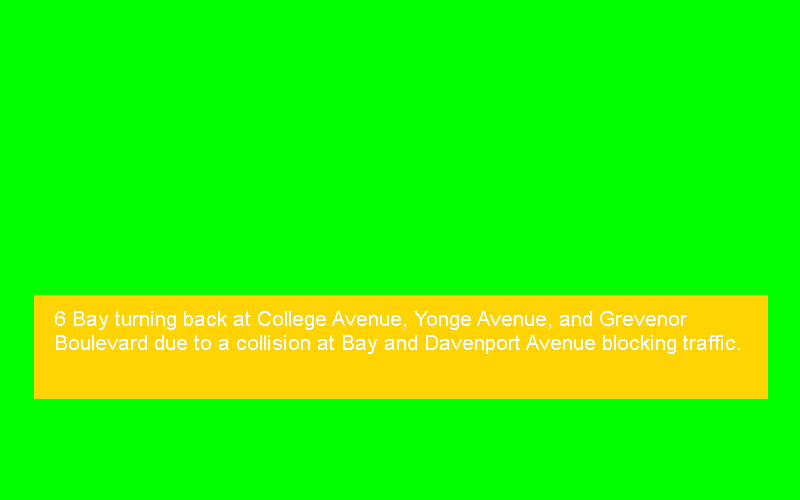 6 Bay turning back at College Avenue, Yonge Avenue, and Grevenor
Boulevard due to a collision at Bay and Davenport Avenue blocking traffic.